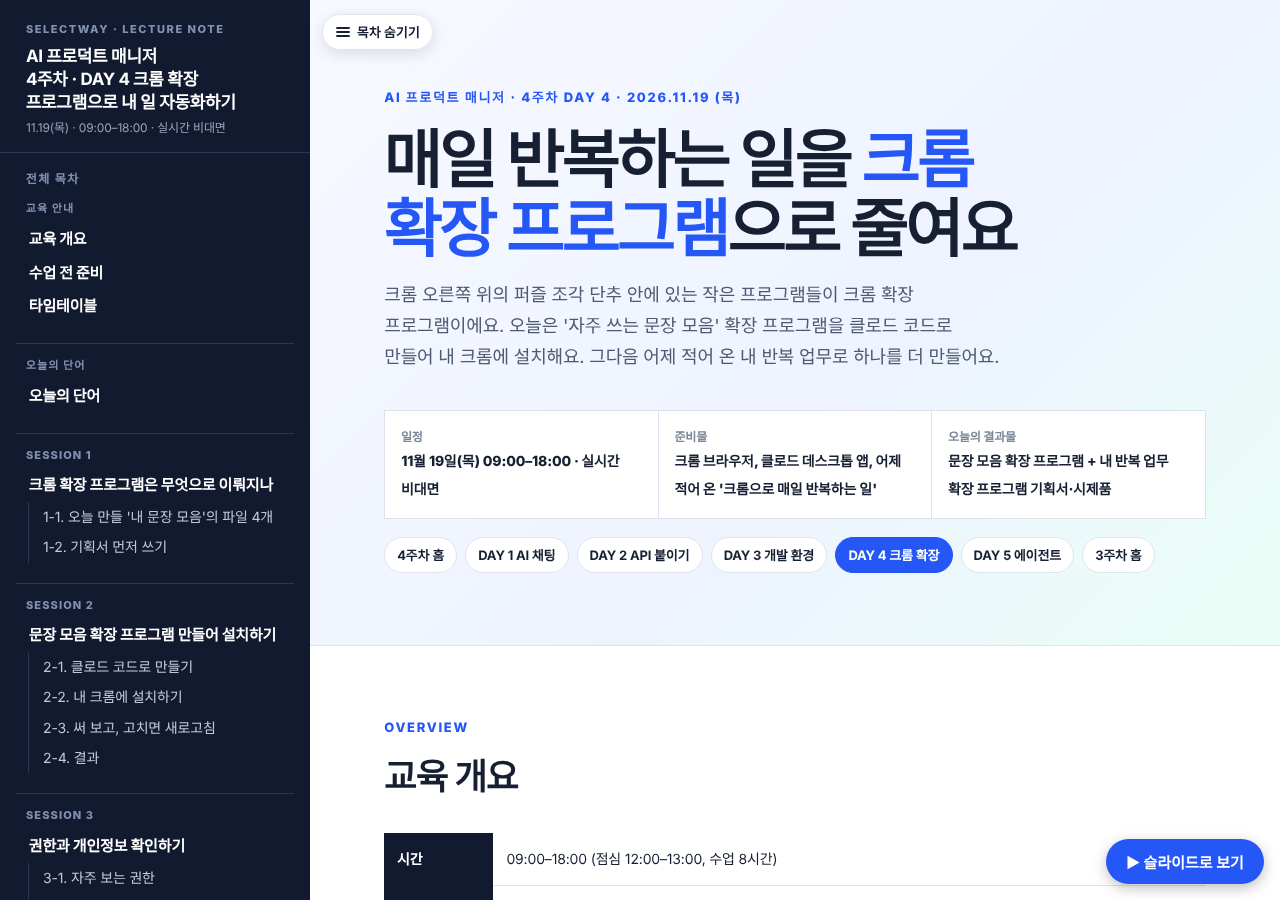 SELECTWAY · LECTURE NOTE
AI 프로덕트 매니저
4주차 · DAY 4 크롬 확장
프로그램으로 내 일 자동화하기
11.19(목) · 09:00–18:00 · 실시간 비대면
전체 목차
교육 안내
교육 개요
수업 전 준비
타임테이블
오늘의 단어
오늘의 단어
SESSION 1
크롬 확장 프로그램은 무엇으로 이뤄지나
1-1. 오늘 만들 '내 문장 모음'의 파일 4개
1-2. 기획서 먼저 쓰기
SESSION 2
문장 모음 확장 프로그램 만들어 설치하기
2-1. 클로드 코드로 만들기
2-2. 내 크롬에 설치하기
2-3. 써 보고, 고치면 새로고침
2-4. 결과
SESSION 3
권한과 개인정보 확인하기
3-1. 자주 보는 권한
목차 숨기기
AI 프로덕트 매니저 · 4주차 DAY 4 · 2026.11.19 (목)
매일 반복하는 일을 크롬
확장 프로그램으로 줄여요
크롬 오른쪽 위의 퍼즐 조각 단추 안에 있는 작은 프로그램들이 크롬 확장
프로그램이에요. 오늘은 '자주 쓰는 문장 모음' 확장 프로그램을 클로드 코드로
만들어 내 크롬에 설치해요. 그다음 어제 적어 온 내 반복 업무로 하나를 더 만들어요.
일정
11월 19일(목) 09:00–18:00 · 실시간
비대면
준비물
크롬 브라우저, 클로드 데스크톱 앱, 어제
적어 온 '크롬으로 매일 반복하는 일'
오늘의 결과물
문장 모음 확장 프로그램 + 내 반복 업무
확장 프로그램 기획서·시제품
4주차 홈
DAY 1 AI 채팅
DAY 2 API 붙이기
DAY 3 개발 환경
DAY 4 크롬 확장
DAY 5 에이전트
3주차 홈
OVERVIEW
교육 개요
시간
09:00–18:00 (점심 12:00–13:00, 수업 8시간)
▶ 슬라이드로 보기